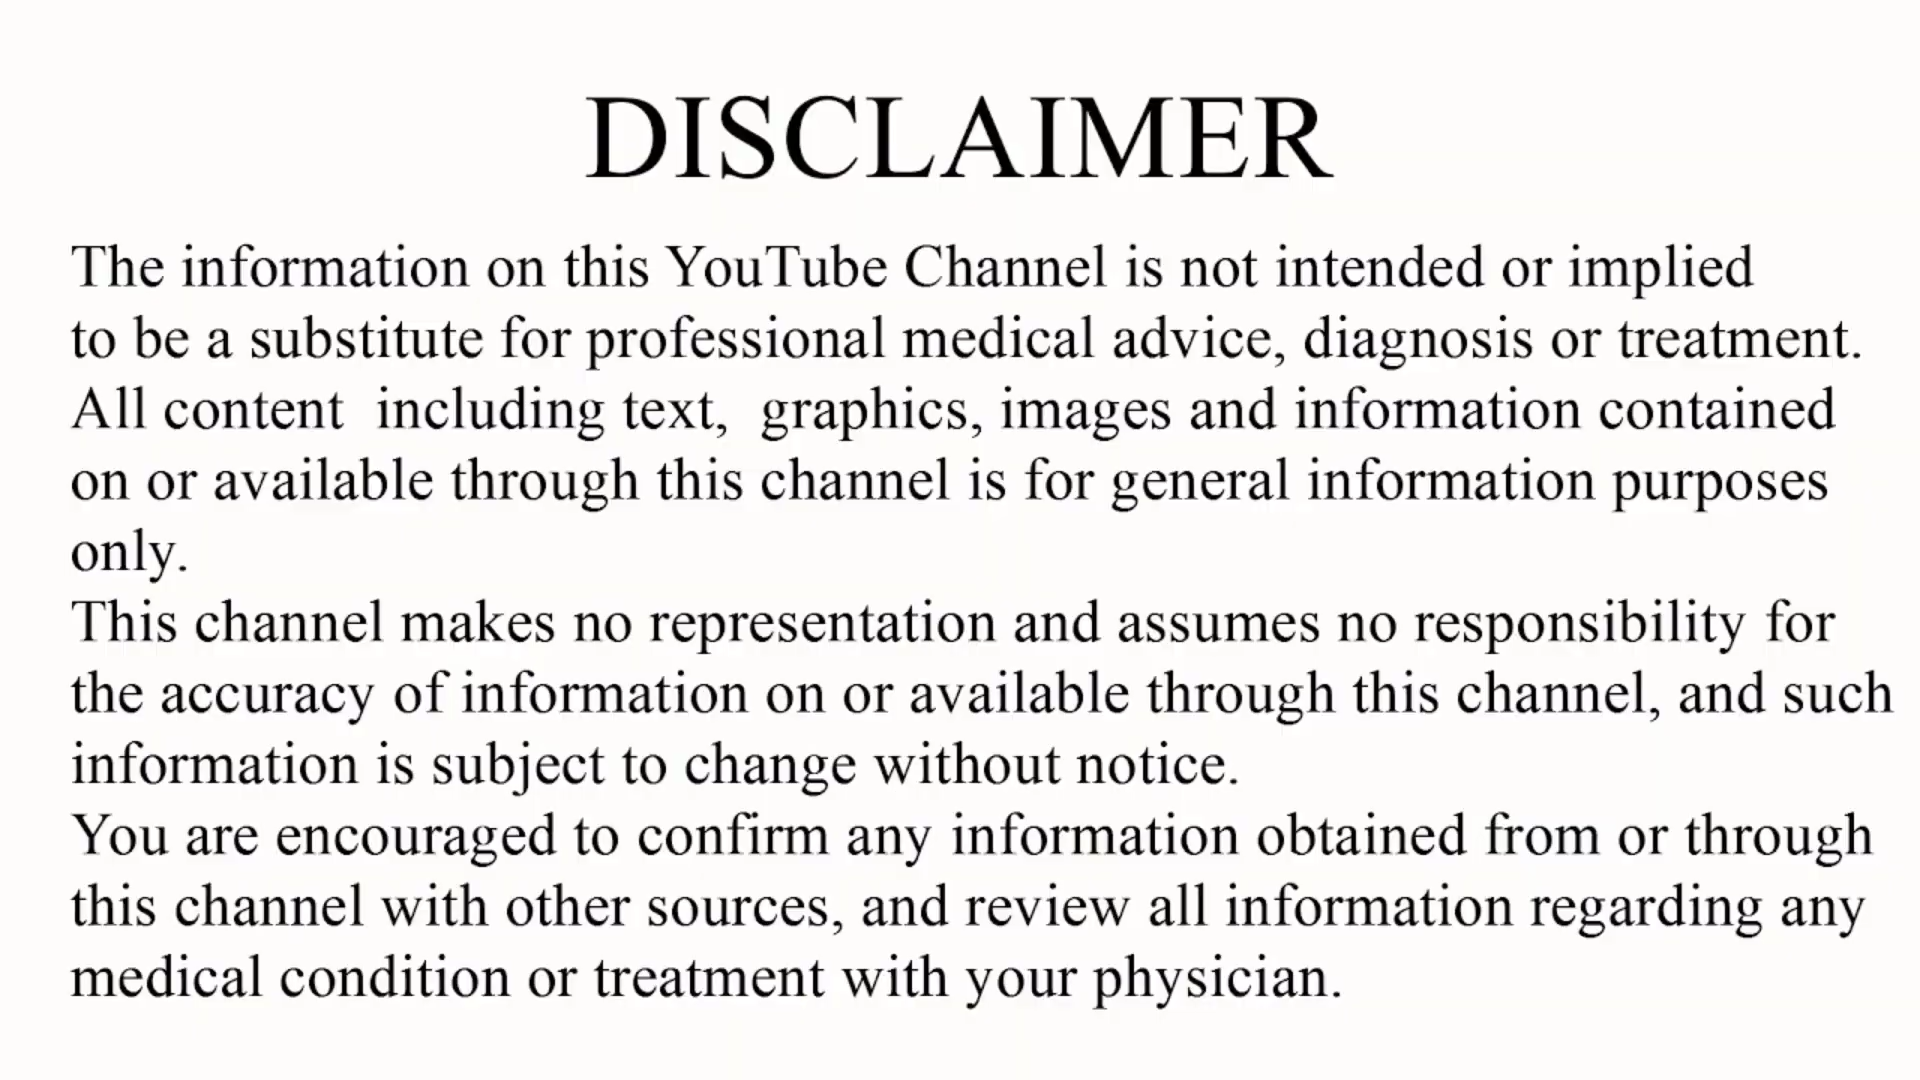 DISCLAIMER
The information on this YouTube Channel is not intended or implied
to be a substitute for professional medical advice, diagnosis or treatment.
All content  including text,  graphics, images and information contained
on or available through this channel is for general information purposes
only.
This channel makes no representation and assumes no responsibility for
the accuracy of information on or available through this channel, and such
information is subject to change without notice.
You are encouraged to confirm any information obtained from or through
this channel with other sources, and review all information regarding any
medical condition or treatment with your physician.